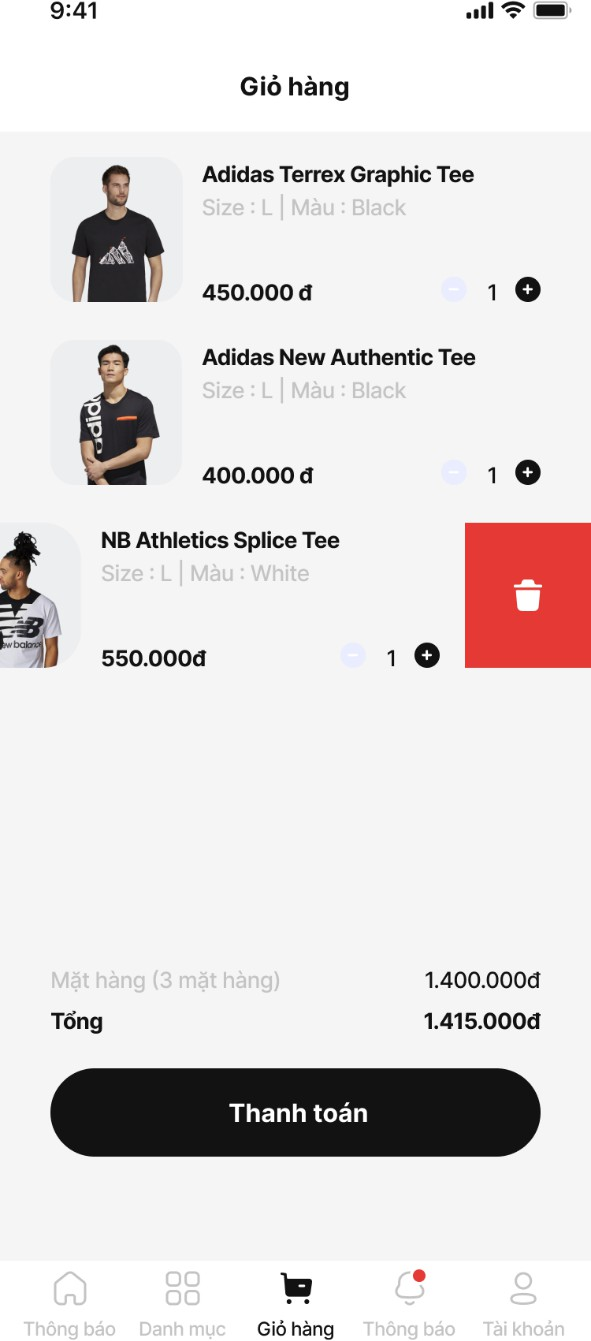 9:41
Giỏ hàng
Adidas Terrex Graphic Tee
Size : L | Màu : Black
450.000 đ
1
Adidas New Authentic Tee
Size : L | Màu : Black
adidas
400.000 đ
1
NB Athletics Splice Tee
Size : L | Màu : White
new balance
550.000đ
1
Mặt hàng (3 mặt hàng)
1.400.000đ
Tổng
1.415.000đ
Thanh toán
Thông báo
Danh mục
Giỏ hàng
Thông báo
Tài khoản